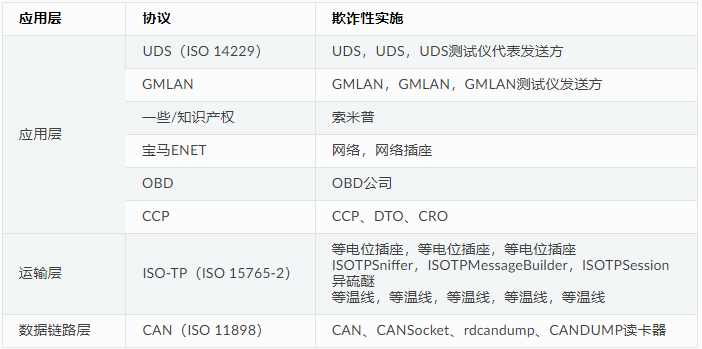 应用层 协议 欺诈性实施
应用层
UDS（ISO 14229） UDS，UDS，UDS测试仪代表发送方
GMLAN GMLAN，GMLAN，GMLAN测试仪发送方
一些/知识产权 索米普
宝马ENET 网络，网络插座
OBD OBD公司
CCP CCP、DTO、CRO
运输层 ISO-TP（ISO 15765-2） 等电位插座，等电位插座，等电位插座
ISOTPSniffer，ISOTPMessageBuilder，ISOTPSession
异硫醚
等温线，等温线，等温线，等温线，等温线
数据链路层 CAN（ISO 11898） CAN、CANSocket、rdcandump、CANDUMP读卡器